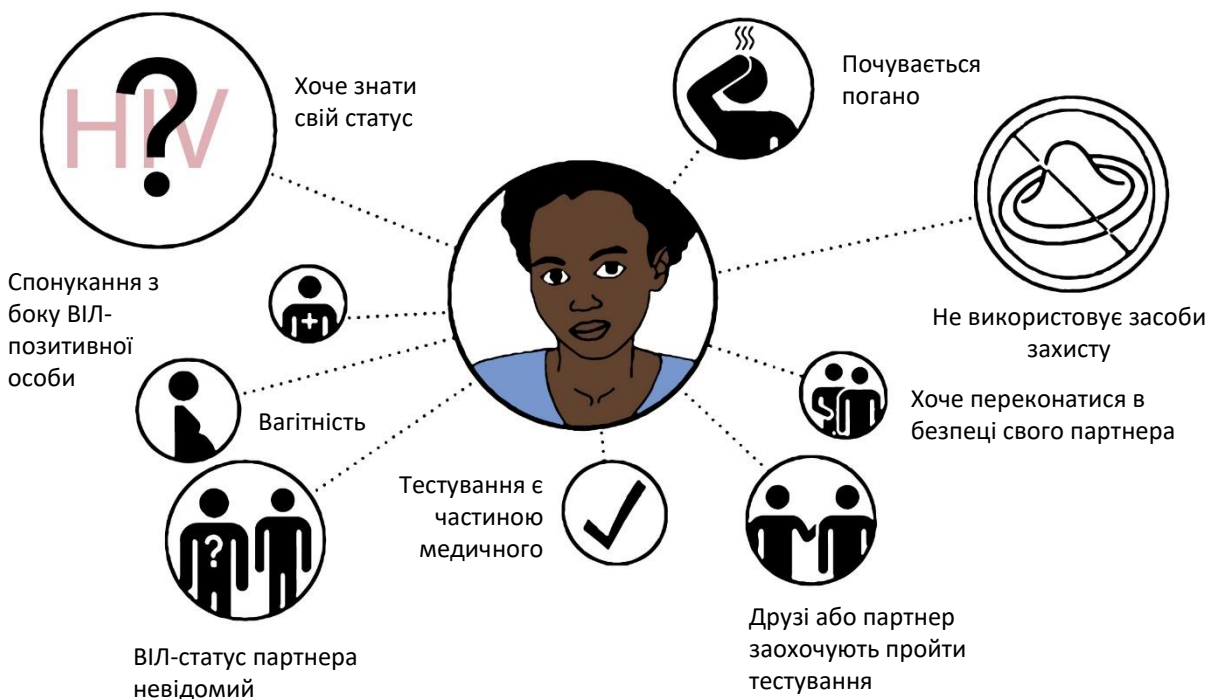 HIV
?
Хоче знати
свій статус
Почувається
погано
Не використовує засоби
захисту
Спонукання з
боку ВІЛ-
позитивної
особи
Вагітність
Хоче переконатися в
безпеці свого партнера
Тестування є
частиною
медичного
?
ВІЛ-статус партнера
невідомий
Друзі або партнер
заохочують пройти
тестування